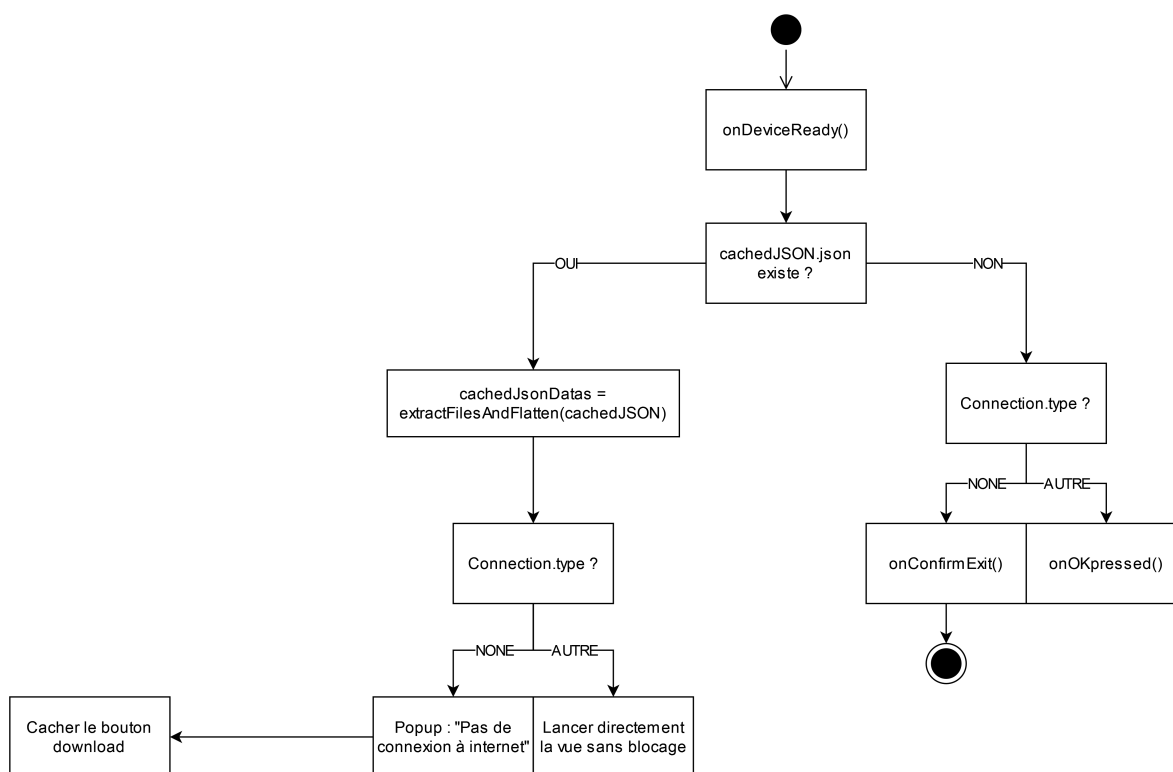 onDeviceReady()
cachedJSON.json
existe ?
OUI
NON
cachedJsonDatas =
extractFilesAndFlatten(cachedJSON)
Connection.type ?
NONE
AUTRE
onConfirmExit()
onOKpressed()
Connection.type ?
NONE
AUTRE
Cacher le bouton
download
Popup : "Pas de
connexion à internet"
Lancer directement
la vue sans blocage